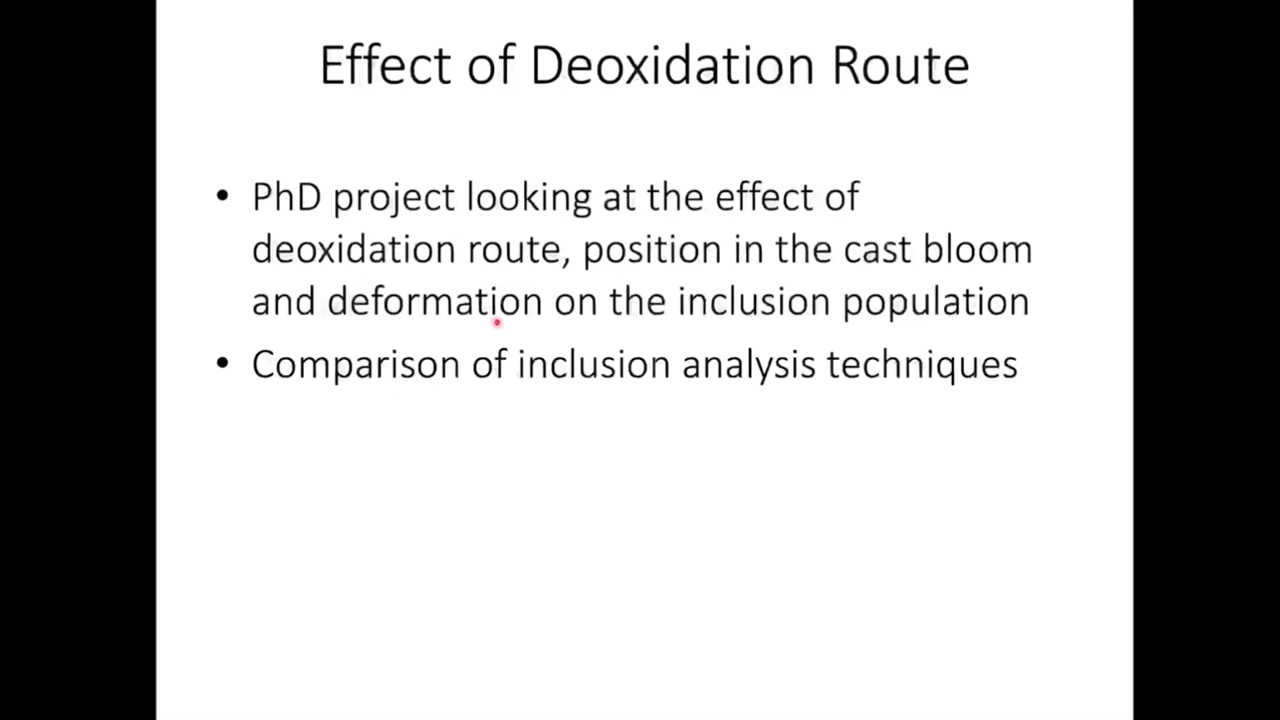 Effect of Deoxidation Route
• PhD project looking at the effect of
deoxidation route, position in the cast bloom
and deformation on the inclusion population
• Comparison of inclusion analysis techniques